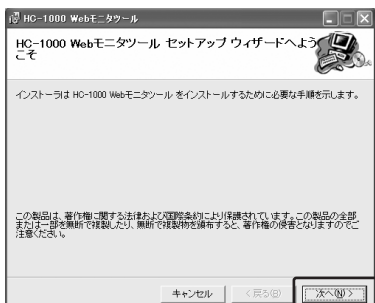 HC-1000 Webモニタツール
HC-1000 Webモニタツール セットアップ ウィザードへよう
こそ
インストーラは HC-1000 Webモニタツール をインストールするために必要な手順を示します。
この製品は、著作権に関する法律および国際条約により保護されています。この製品の全部
または一部を無断で複製したり、無断で複製物を頒布すると、著作権の侵害となりますのでご
注意ください。
キャンセル
< 戻る(B)
次へ(N) >